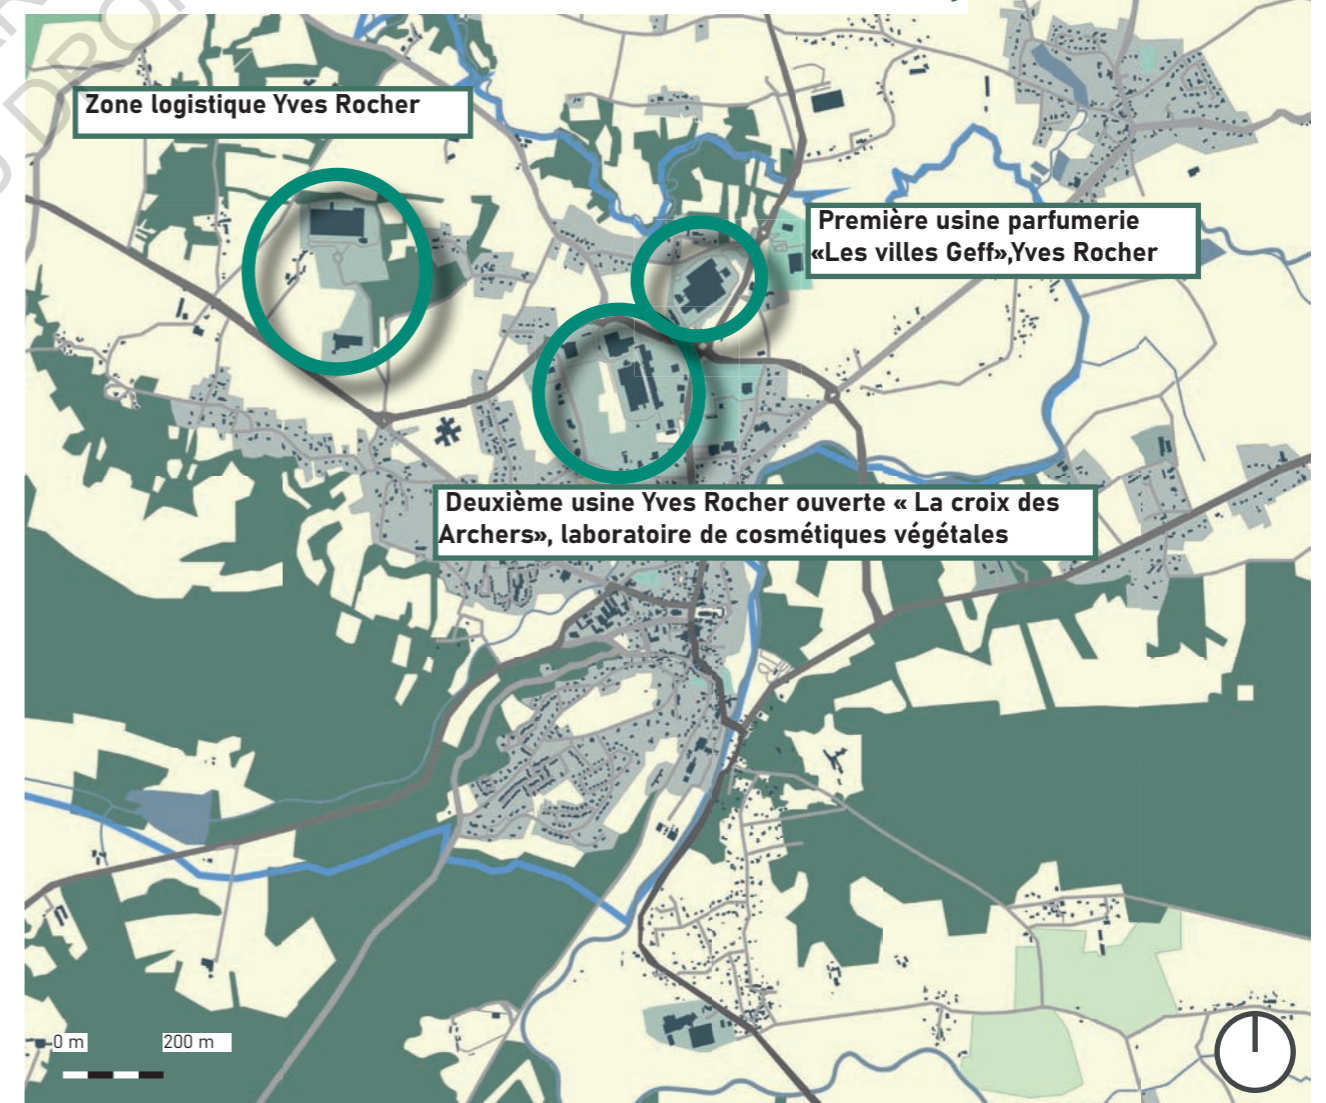 Zone logistique Yves Rocher
Première usine parfumerie
«Les villes Geff»,Yves Rocher
Deuxième usine Yves Rocher ouverte « La croix des
Archers», laboratoire de cosmétiques végétales
0 m 200 m